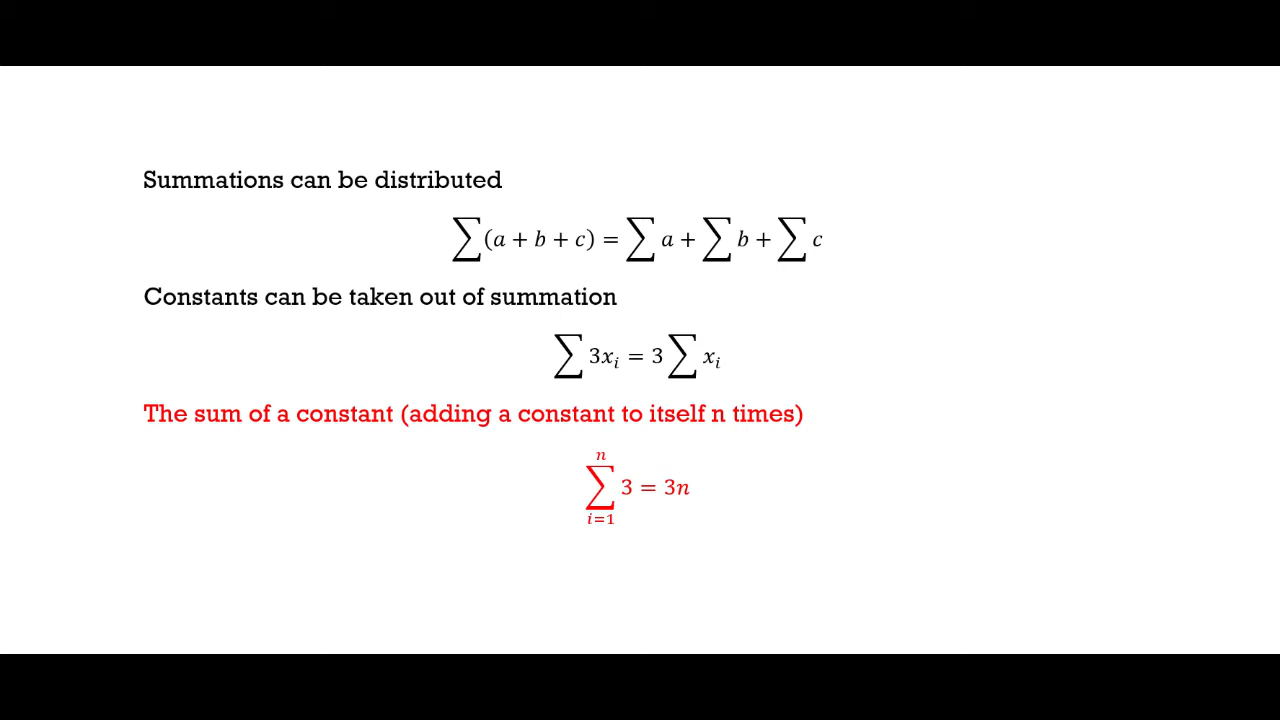 Summations can be distributed
∑(a + b + c) = ∑ a + ∑ b + ∑ c
Constants can be taken out of summation
∑ 3xᵢ = 3 ∑ xᵢ
The sum of a constant (adding a constant to itself n times)
n
∑ 3 = 3n
i=1